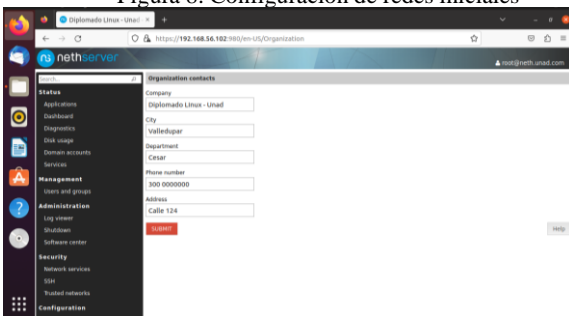 Figura 8. Configuración de redes iniciales
Diplomado Linux - Unad
https://192.168.56.102:980/en-US/Organization
nethserver
root@neth.unad.com
Search...
Organization contacts
Status
Company
Applications
Diplomado LInux - Unad
Dashboard
City
Diagnostics
Valledupar
Disk usage
Department
Domain accounts
Cesar
Services
Phone number
Management
300 0000000
Users and groups
Address
Administration
Calle 124
Log viewer
SUBMIT
Help
Shutdown
Software center
Security
Network services
SSH
Trusted networks
Configuration